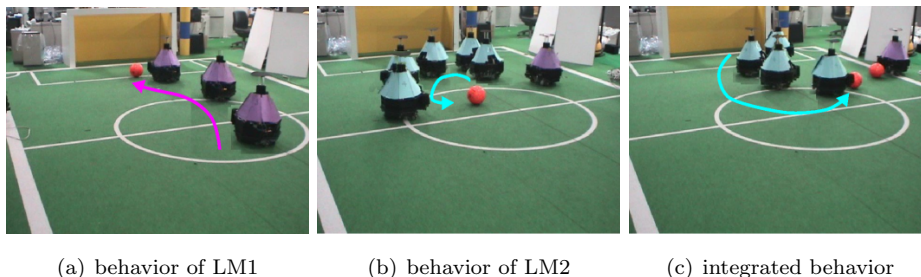 (a) behavior of LM1
(b) behavior of LM2
(c) integrated behavior